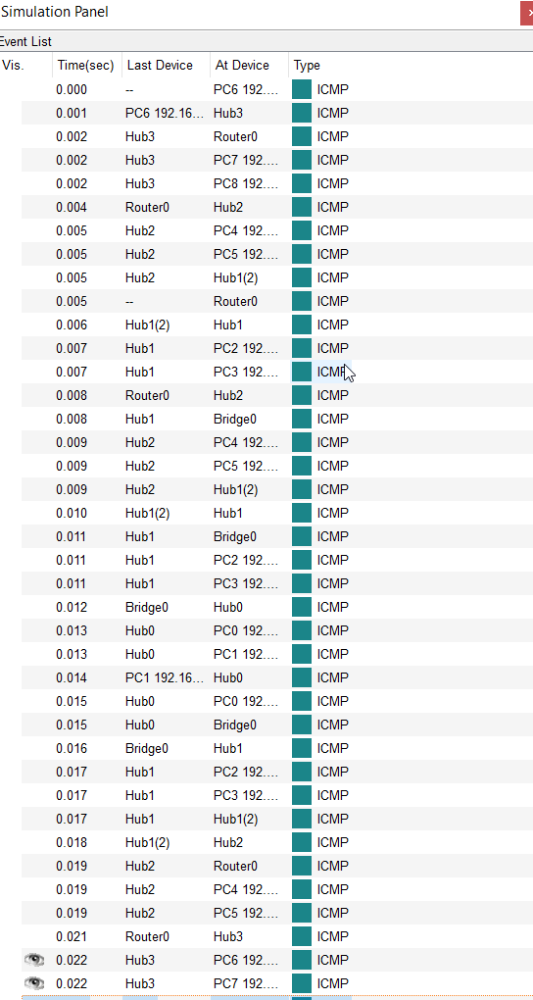 Simulation Panel
Event List
Vis. Time(sec) Last Device At Device Type
0.000 -- PC6 192.... ICMP
0.001 PC6 192.16... Hub3 ICMP
0.002 Hub3 Router0 ICMP
0.002 Hub3 PC7 192.... ICMP
0.002 Hub3 PC8 192.... ICMP
0.004 Router0 Hub2 ICMP
0.005 Hub2 PC4 192.... ICMP
0.005 Hub2 PC5 192.... ICMP
0.005 Hub2 Hub1(2) ICMP
0.005 -- Router0 ICMP
0.006 Hub1(2) Hub1 ICMP
0.007 Hub1 PC2 192.... ICMP
0.007 Hub1 PC3 192.... ICMP
0.008 Router0 Hub2 ICMP
0.008 Hub1 Bridge0 ICMP
0.009 Hub2 PC4 192.... ICMP
0.009 Hub2 PC5 192.... ICMP
0.009 Hub2 Hub1(2) ICMP
0.010 Hub1(2) Hub1 ICMP
0.011 Hub1 Bridge0 ICMP
0.011 Hub1 PC2 192.... ICMP
0.011 Hub1 PC3 192.... ICMP
0.012 Bridge0 Hub0 ICMP
0.013 Hub0 PC0 192.... ICMP
0.013 Hub0 PC1 192.... ICMP
0.014 PC1 192.16... Hub0 ICMP
0.015 Hub0 PC0 192.... ICMP
0.015 Hub0 Bridge0 ICMP
0.016 Bridge0 Hub1 ICMP
0.017 Hub1 PC2 192.... ICMP
0.017 Hub1 PC3 192.... ICMP
0.017 Hub1 Hub1(2) ICMP
0.018 Hub1(2) Hub2 ICMP
0.019 Hub2 Router0 ICMP
0.019 Hub2 PC4 192.... ICMP
0.019 Hub2 PC5 192.... ICMP
0.021 Router0 Hub3 ICMP
0.022 Hub3 PC6 192.... ICMP
0.022 Hub3 PC7 192.... ICMP